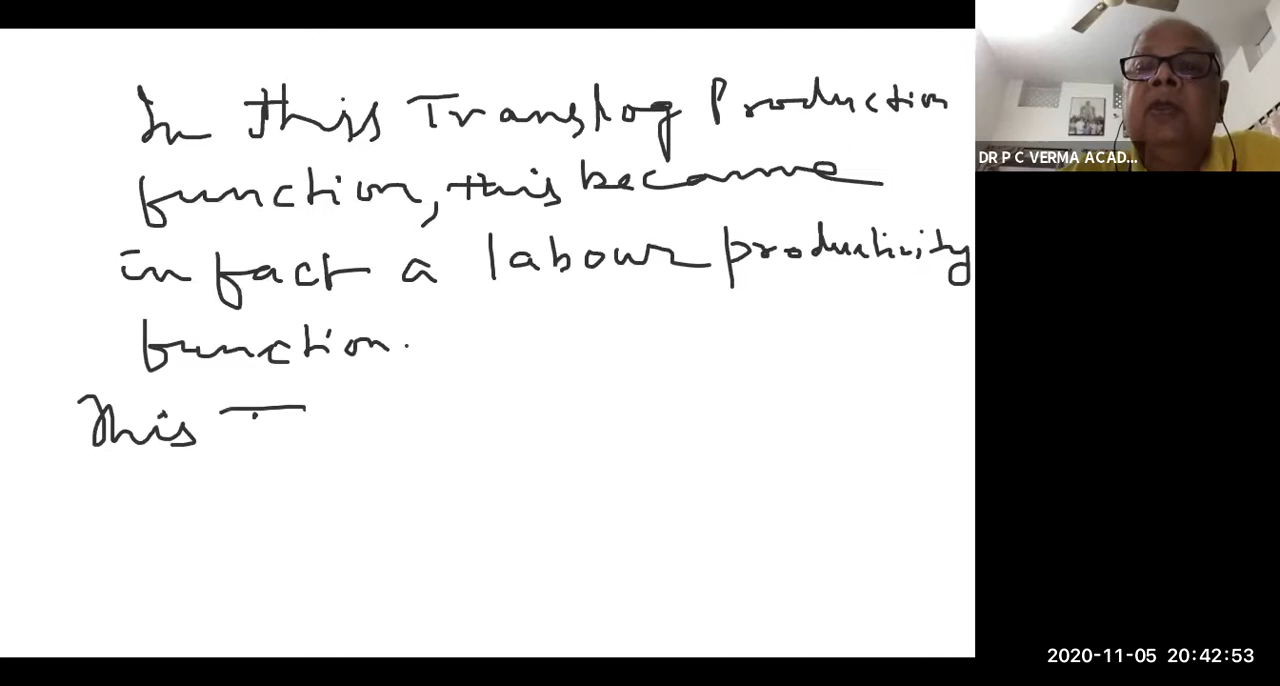 In this Translog Production
function, this became
in fact a labour productivity
function.
This
DR P C VERMA ACAD...
2020-11-05 20:42:53